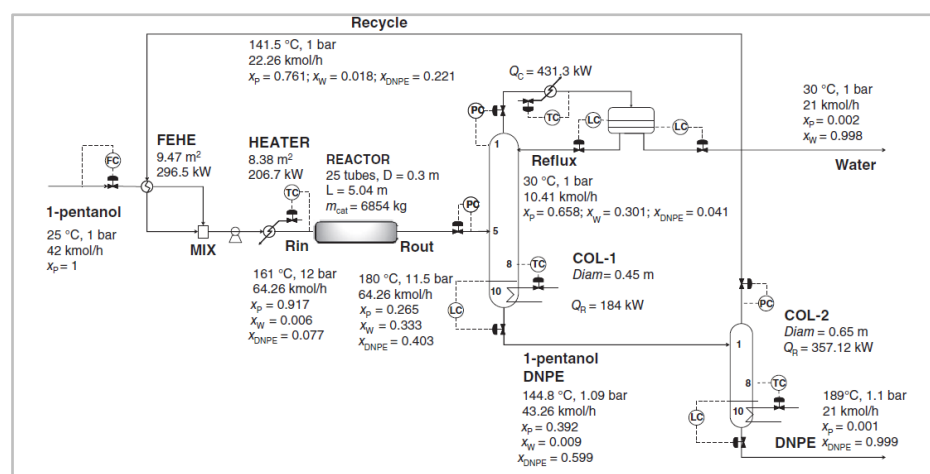 Recycle
141.5 °C, 1 bar
22.26 kmol/h
xP = 0.761; xW = 0.018; xDNPE = 0.221
QC = 431.3 kW
PC
TC
LC
LC
30 °C, 1 bar
21 kmol/h
xP = 0.002
xW = 0.998
Water
FC
FEHE
9.47 m²
296.5 kW
HEATER
8.38 m²
206.7 kW
REACTOR
25 tubes, D = 0.3 m
L = 5.04 m
mcat = 6854 kg
TC
PC
1
5
8
10
Reflux
30 °C, 1 bar
10.41 kmol/h
xP = 0.658; xW = 0.301; xDNPE = 0.041
1-pentanol
25 °C, 1 bar
42 kmol/h
xP = 1
MIX
Rin
Rout
161 °C, 12 bar
64.26 kmol/h
xP = 0.917
xW = 0.006
xDNPE = 0.077
180 °C, 11.5 bar
64.26 kmol/h
xP = 0.265
xW = 0.333
xDNPE = 0.403
TC
LC
COL-1
Diam= 0.45 m
QR = 184 kW
PC
COL-2
Diam = 0.65 m
QR = 357.12 kW
1
8
10
TC
LC
1-pentanol
DNPE
144.8 °C, 1.09 bar
43.26 kmol/h
xP = 0.392
xW = 0.009
xDNPE = 0.599
189°C, 1.1 bar
21 kmol/h
xP = 0.001
DNPE xDNPE = 0.999